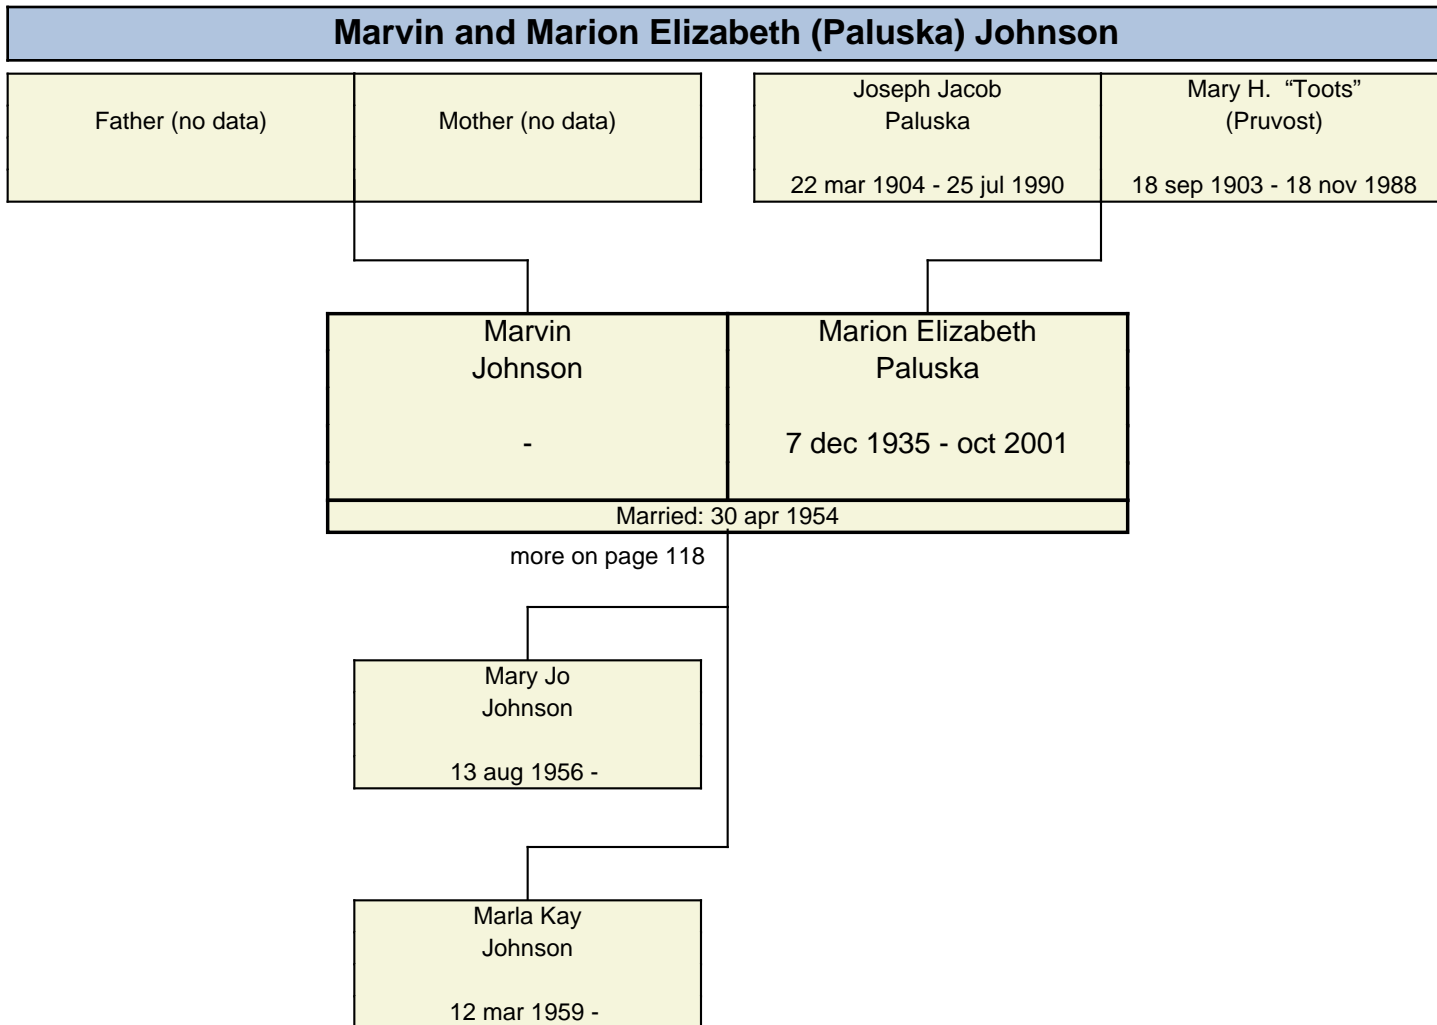 Marvin and Marion Elizabeth (Paluska) Johnson
Father (no data)
Mother (no data)
Joseph Jacob
Paluska
22 mar 1904 - 25 jul 1990
Mary H.  “Toots”
(Pruvost)
18 sep 1903 - 18 nov 1988
Marvin
Johnson
-
Marion Elizabeth
Paluska
7 dec 1935 - oct 2001
Married: 30 apr 1954
more on page 118
Mary Jo
Johnson
13 aug 1956 -
Marla Kay
Johnson
12 mar 1959 -